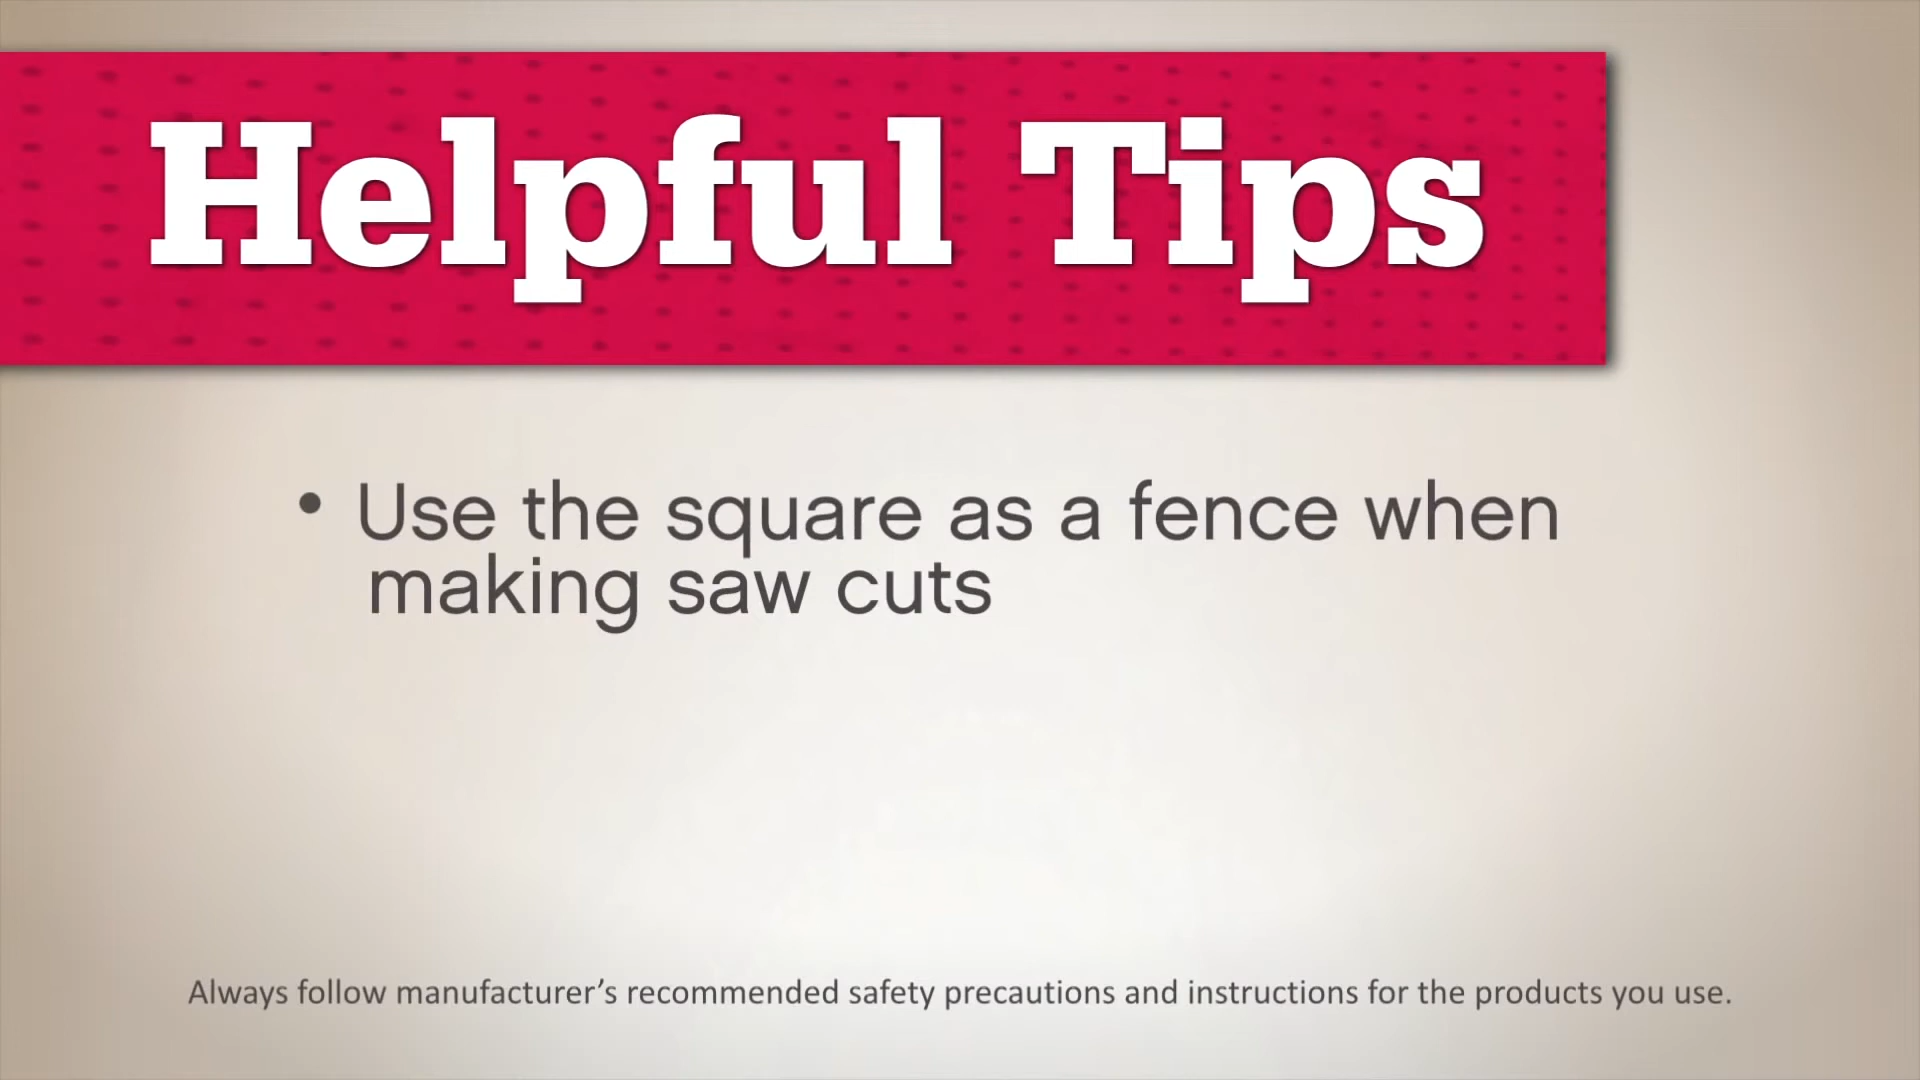 Helpful Tips
• Use the square as a fence when
making saw cuts
Always follow manufacturer’s recommended safety precautions and instructions for the products you use.